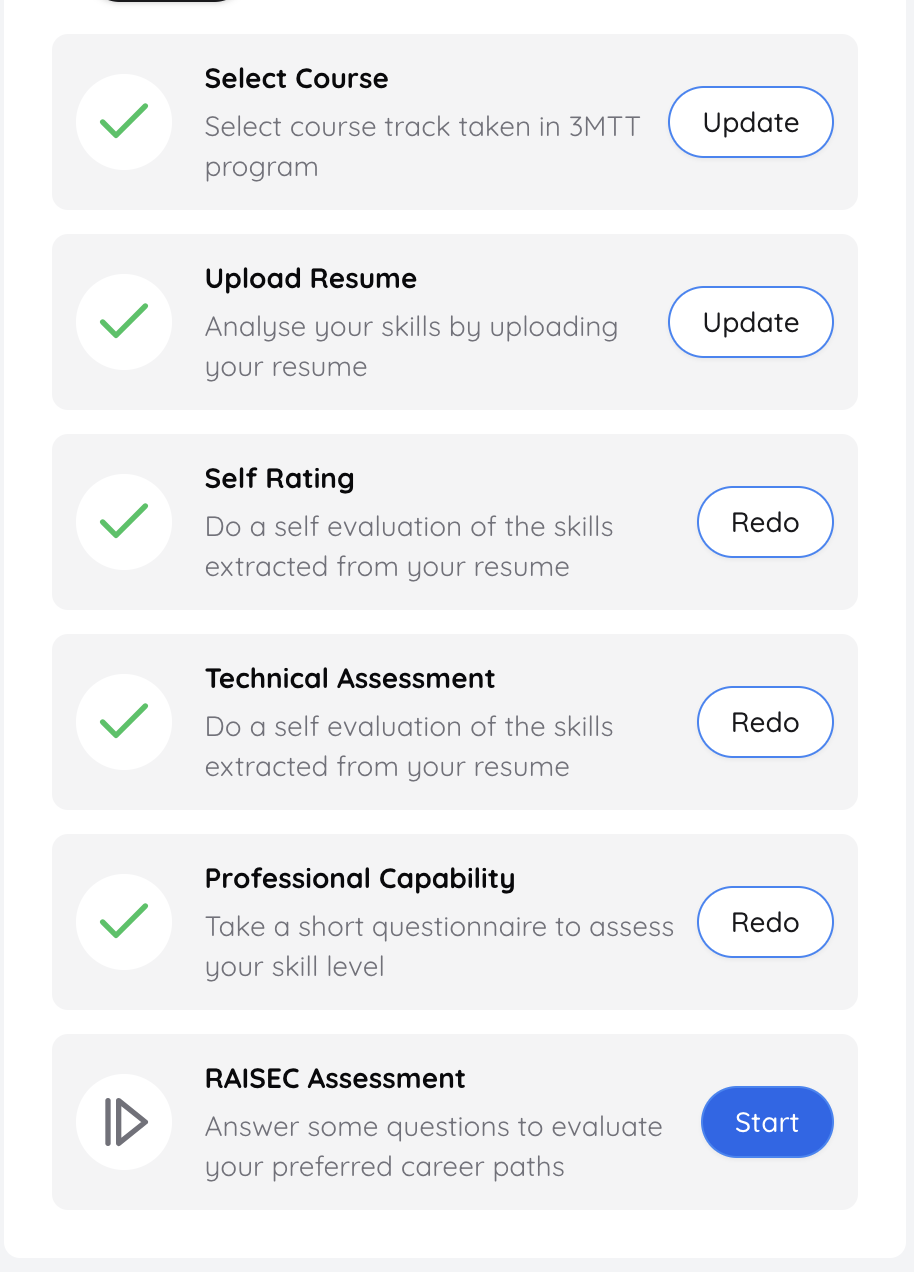 Select Course
Select course track taken in 3MTT
program
Update
Upload Resume
Analyse your skills by uploading
your resume
Update
Self Rating
Do a self evaluation of the skills
extracted from your resume
Redo
Technical Assessment
Do a self evaluation of the skills
extracted from your resume
Redo
Professional Capability
Take a short questionnaire to assess
your skill level
Redo
RAISEC Assessment
Answer some questions to evaluate
your preferred career paths
Start